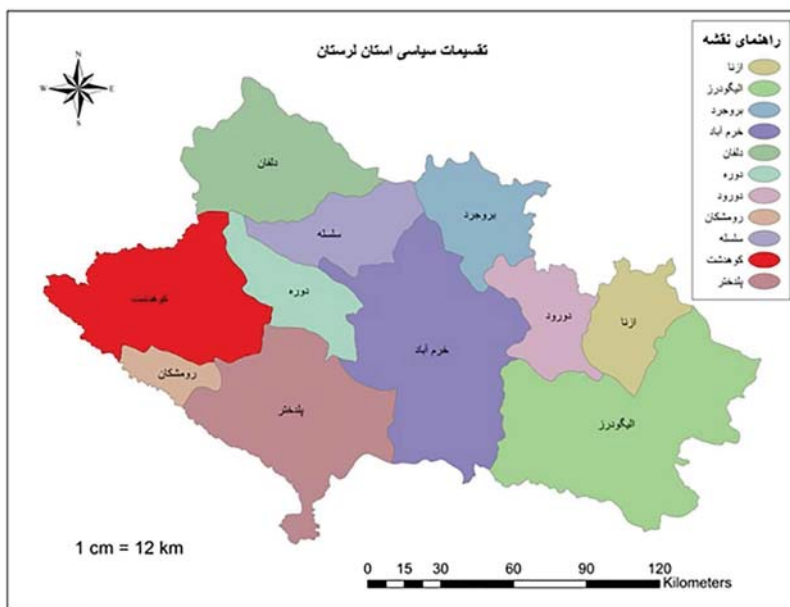 تقسیمات سیاسی استان لرستان
N
W E
S
راهنمای نقشه
ازنا
الیگودرز
بروجرد
خرم آباد
دلفان
دوره
دورود
رومشکان
سلسله
کوهدشت
پلدختر
دلفان
بروجرد
سلسله
کوهدشت
دوره
دورود
ازنا
خرم آباد
رومشکان
پلدختر
الیگودرز
1 cm = 12 km
0 15 30 60 90 120
Kilometers